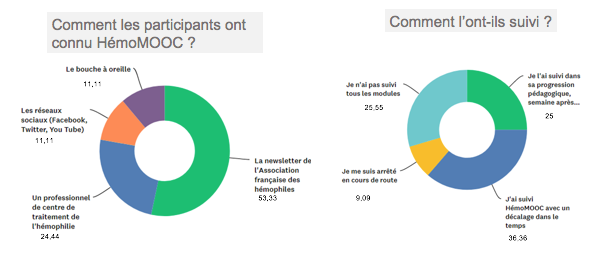 Comment les participants ont
connu HémoMOOC ?
Le bouche à oreille
11,11
Les réseaux
sociaux (Facebook,
Twitter, You Tube)
11,11
La newsletter de
l'Association
française des
hémophiles
53,33
Un professionnel
de centre de
traitement de
l'hémophilie
24,44
Comment l'ont-ils suivi ?
Je n'ai pas suivi
tous les modules
25,55
Je l'ai suivi dans
sa progression
pédagogique,
semaine après...
25
Je me suis arrêté
en cours de route
9,09
J'ai suivi
HémoMOOC avec un
décalage dans le
temps
36,36